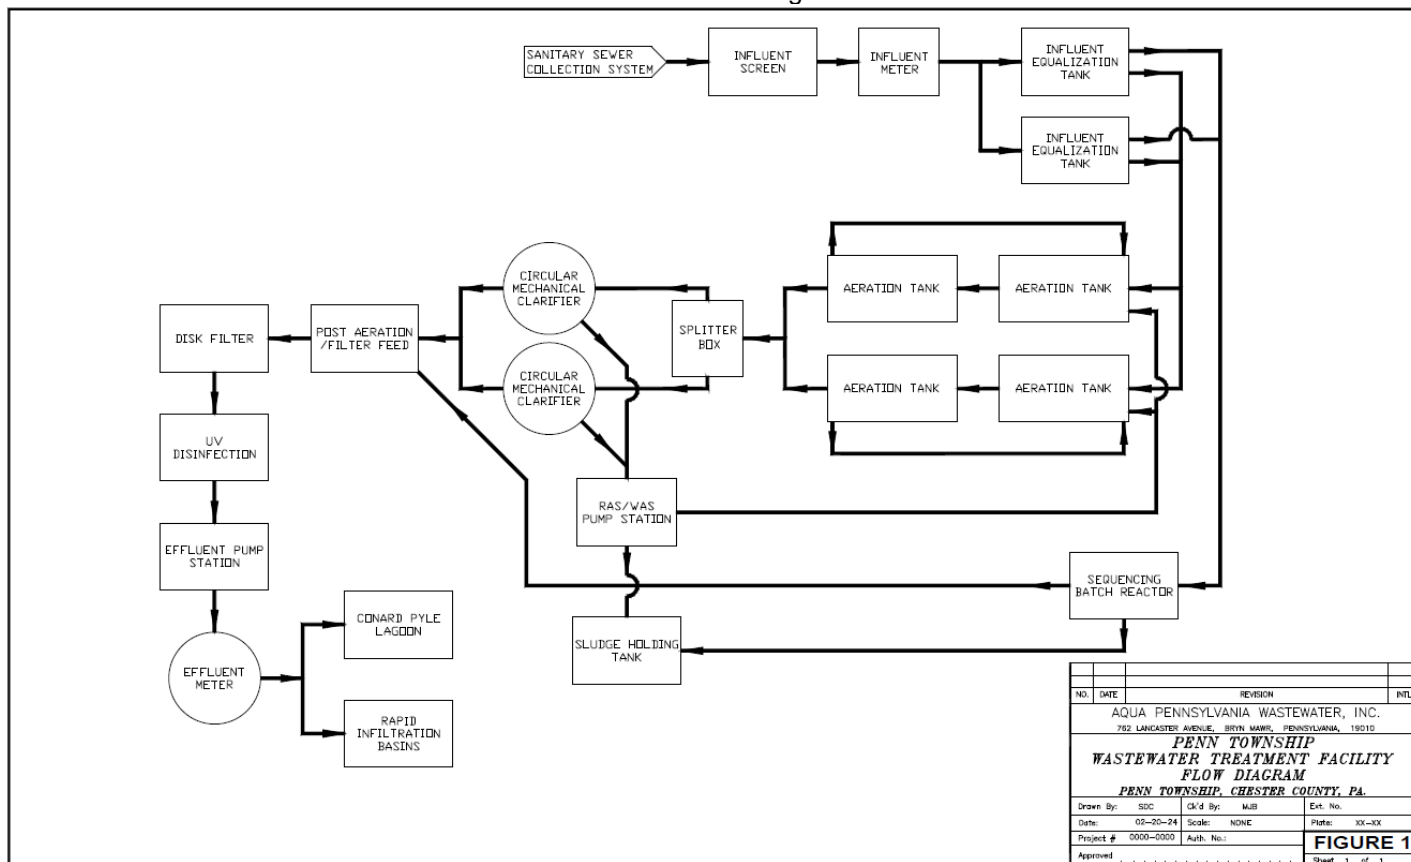 SANITARY SEWER
COLLECTION SYSTEM
INFLUENT
SCREEN
INFLUENT
METER
INFLUENT
EQUALIZATION
TANK
INFLUENT
EQUALIZATION
TANK
CIRCULAR
MECHANICAL
CLARIFIER
AERATION TANK
AERATION TANK
DISK FILTER
POST AERATION
/FILTER FEED
SPLITTER
BOX
CIRCULAR
MECHANICAL
CLARIFIER
AERATION TANK
AERATION TANK
UV
DISINFECTION
RAS/WAS
PUMP STATION
EFFLUENT PUMP
STATION
SEQUENCING
BATCH REACTOR
CONARD PYLE
LAGOON
SLUDGE HOLDING
TANK
EFFLUENT
METER
RAPID
INFILTRATION
BASINS
NO. DATE REVISION INTL
AQUA PENNSYLVANIA WASTEWATER, INC.
762 LANCASTER AVENUE, BRYN MAWR, PENNSYLVANIA, 19010
PENN TOWNSHIP
WASTEWATER TREATMENT FACILITY
FLOW DIAGRAM
PENN TOWNSHIP, CHESTER COUNTY, PA.
Drawn By: SDC Ck'd By: MJB Ext. No.
Date: 02-20-24 Scale: NONE Plate: XX-XX
Project # 0000-0000 Auth. No.:
FIGURE 1
Approved
Sheet 1 of 1